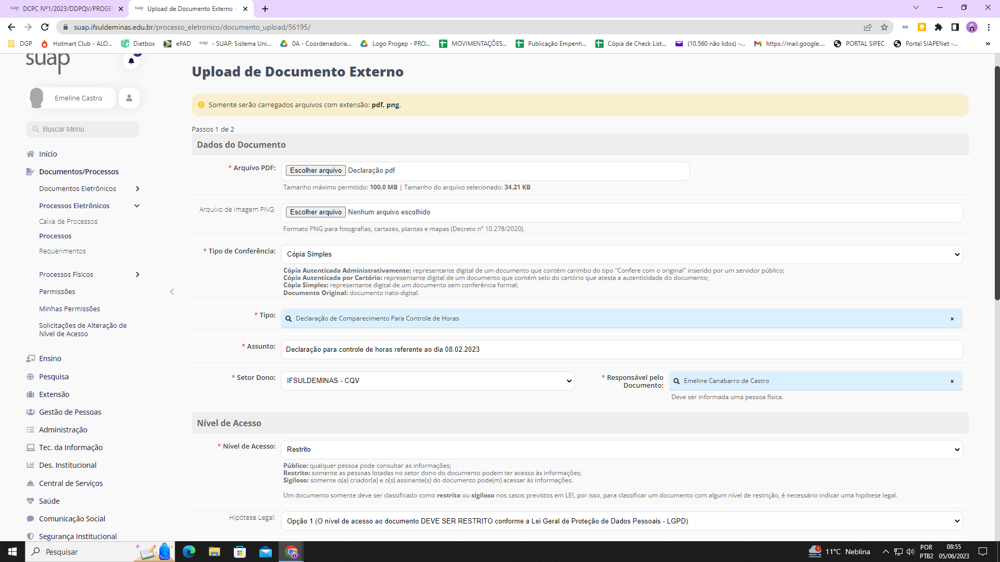 suap DCPC Nº1/2023/DDPQV/PROGEP
suap Upload de Documento Externo -
suap.ifsuldeminas.edu.br/processo_eletronico/documento_upload/56195/
DGP
Hotmart Club - ALO...
Dietbox
ePAD
suap - SUAP: Sistema Uni...
0A - Coordenadoria...
Logo Progep - PRO...
MOVIMENTAÇÕES...
Publicação Empenh...
Cópia de Check List...
(10.560 não lidos) -...
https://mail.google....
PORTAL SIPEC
Portal SIAPENet -...
»
suap
Emeline Castro
Buscar Menu
Início
Documentos/Processos
Documentos Eletrônicos
Processos Eletrônicos
Caixa de Processos
Processos
Requerimentos
Processos Físicos
Permissões
Minhas Permissões
Solicitações de Alteração de
Nível de Acesso
Ensino
Pesquisa
Extensão
Gestão de Pessoas
Administração
Tec. da Informação
Des. Institucional
Central de Serviços
Saúde
Comunicação Social
Segurança Institucional
Upload de Documento Externo
Somente serão carregados arquivos com extensão: pdf, png.
Passos 1 de 2
Dados do Documento
* Arquivo PDF: Escolher arquivo Declaração.pdf
Tamanho máximo permitido: 100.0 MB | Tamanho do arquivo selecionado: 34.21 KB
Arquivo de Imagem PNG: Escolher arquivo Nenhum arquivo escolhido
Formato PNG para fotografias, cartazes, plantas e mapas (Decreto nº 10.278/2020).
* Tipo de Conferência: Cópia Simples
Cópia Autenticada Administrativamente: representante digital de um documento que contém carimbo do tipo "Confere com o original" inserido por um servidor público;
Cópia Autenticada por Cartório: representante digital de um documento que contém selo do cartório que atesta a autenticidade do documento;
Cópia Simples: representante digital de um documento sem conferência formal;
Documento Original: documento nato-digital.
* Tipo: Declaração de Comparecimento Para Controle de Horas ×
* Assunto: Declaração para controle de horas referente ao dia 08.02.2023
* Setor Dono: IFSULDEMINAS - CQV
* Responsável pelo
Documento: Emeline Canabarro de Castro ×
Deve ser informada uma pessoa física.
Nível de Acesso
* Nível de Acesso: Restrito
Público: qualquer pessoa pode consultar as informações;
Restrito: somente as pessoas lotadas no setor dono do documento podem ter acesso às informações;
Sigiloso: somente o(a) criador(a) e o(s) assinante(s) do documento pode(m) acessar às informações.
Um documento somente deve ser classificado como restrito ou sigiloso nos casos previstos em LEI, por isso, para classificar um documento com algum nível de restrição, é necessário indicar uma hipótese legal.
Hipótese Legal: Opção 1 (O nível de acesso ao documento DEVE SER RESTRITO conforme a Lei Geral de Proteção de Dados Pessoais - LGPD)
Pesquisar
1
11°C Neblina
POR
PTB2
08:55
05/06/2023